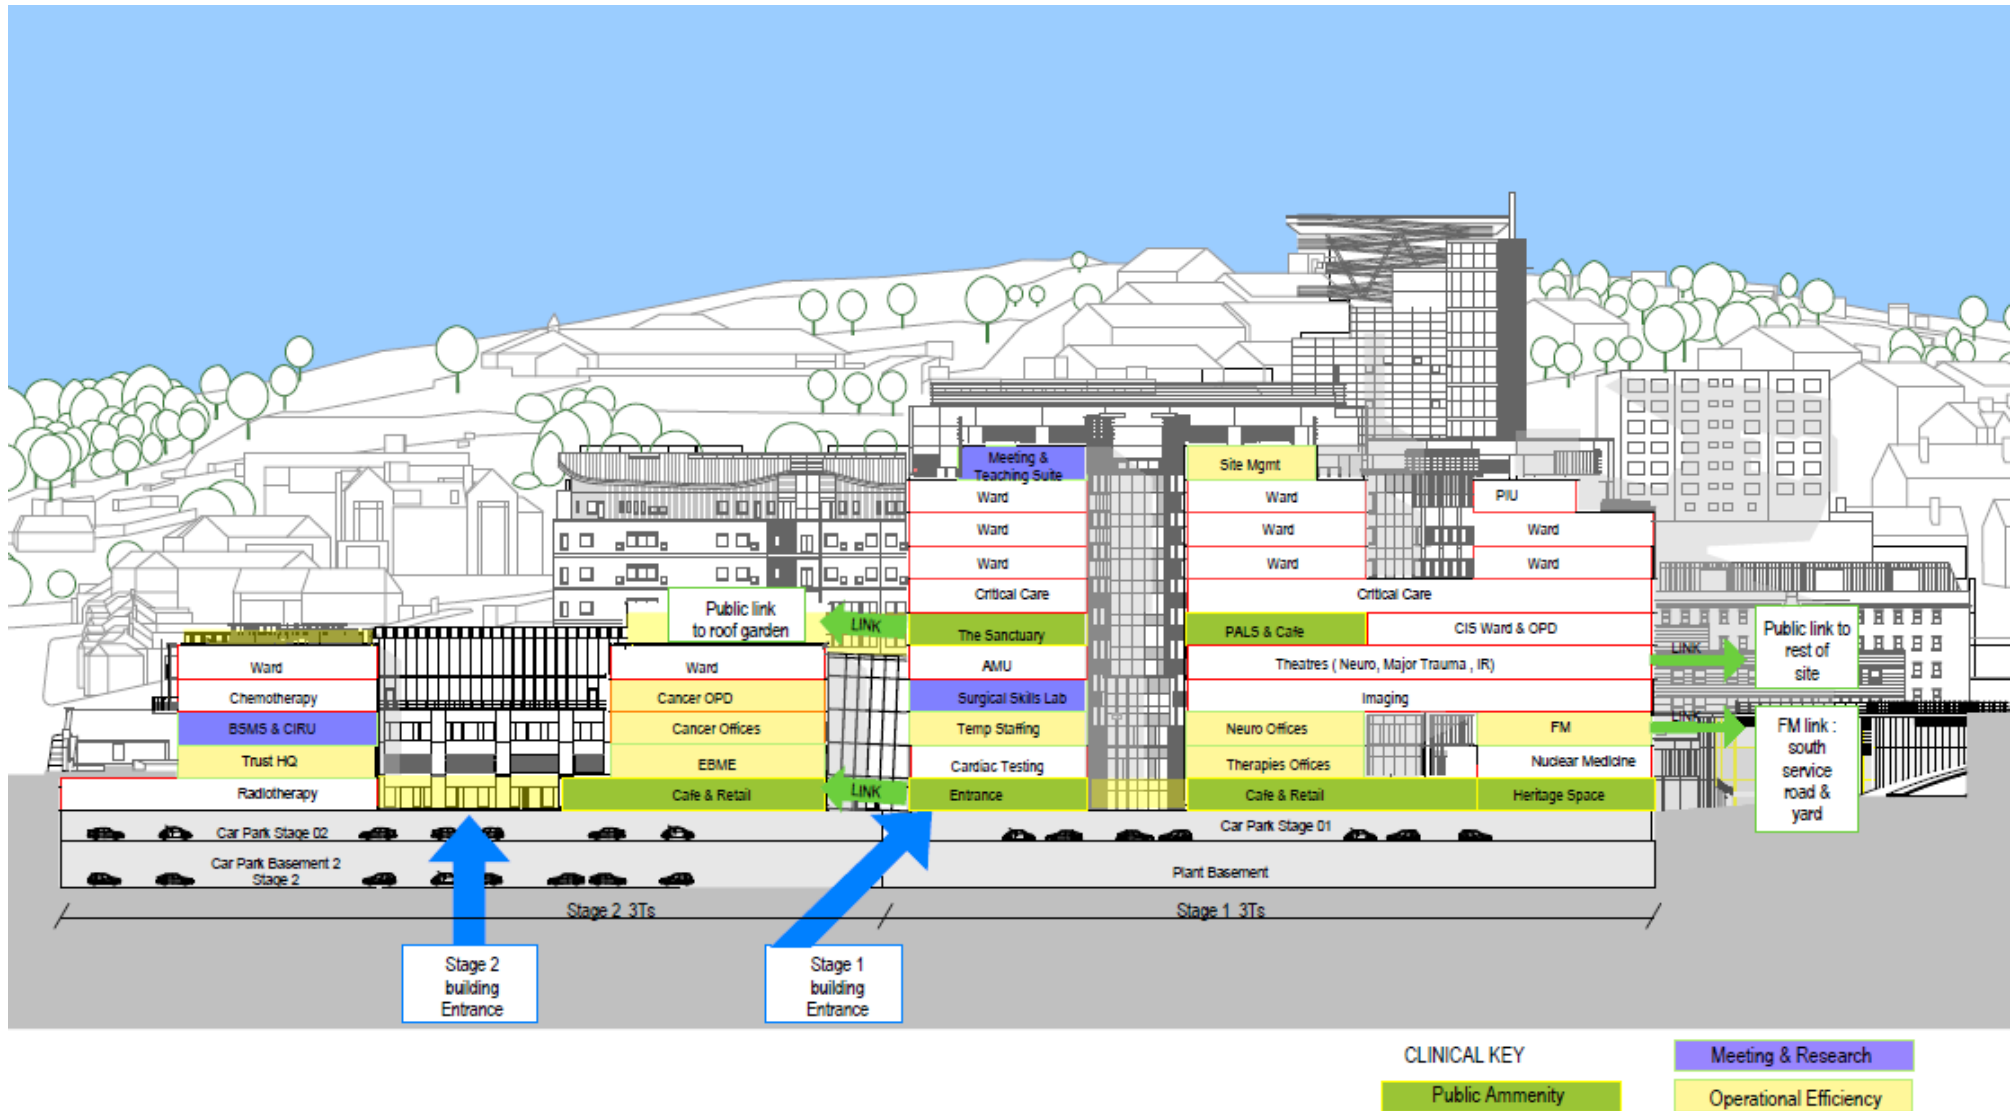 Meeting &
Teaching Suite
Site Mgmt
Ward
Ward
PIU
Ward
Ward
Ward
Ward
Ward
Ward
Critical Care
Critical Care
Public link
to roof garden
LINK
The Sanctuary
PALS & Cafe
CIS Ward & OPD
Public link to
rest of
site
Ward
Ward
AMU
Theatres ( Neuro, Major Trauma , IR)
LINK
Chemotherapy
Cancer OPD
Surgical Skills Lab
Imaging
BSMS & CIRU
Cancer Offices
Temp Staffing
Neuro Offices
FM
LINK
FM link :
south
service
road &
yard
Trust HQ
EBME
Cardiac Testing
Therapies Offices
Nuclear Medicine
Radiotherapy
Cafe & Retail
LINK
Entrance
Cafe & Retail
Heritage Space
Car Park Stage 02
Car Park Stage 01
Car Park Basement 2
Stage 2
Plant Basement
Stage 2 3Ts
Stage 1 3Ts
Stage 2
building
Entrance
Stage 1
building
Entrance
CLINICAL KEY
Meeting & Research
Public Ammenity
Operational Efficiency